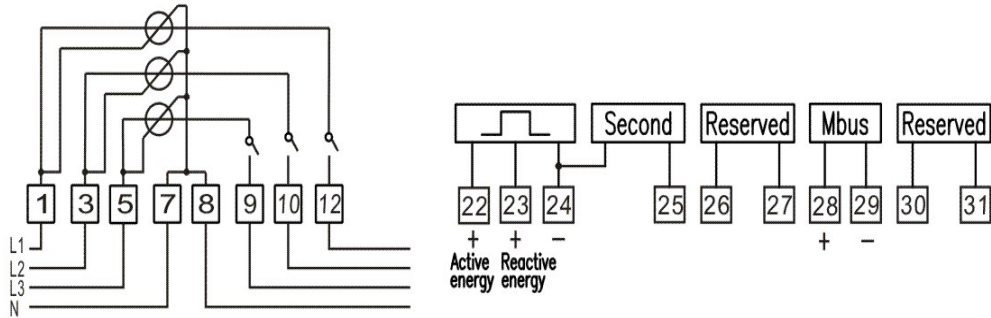 Second Reserved Mbus Reserved
1 3 5 7 8 9 10 12
22 23 24 25 26 27 28 29 30 31
+ + − + −
L1
L2
L3
N
Active Reactive
energy energy